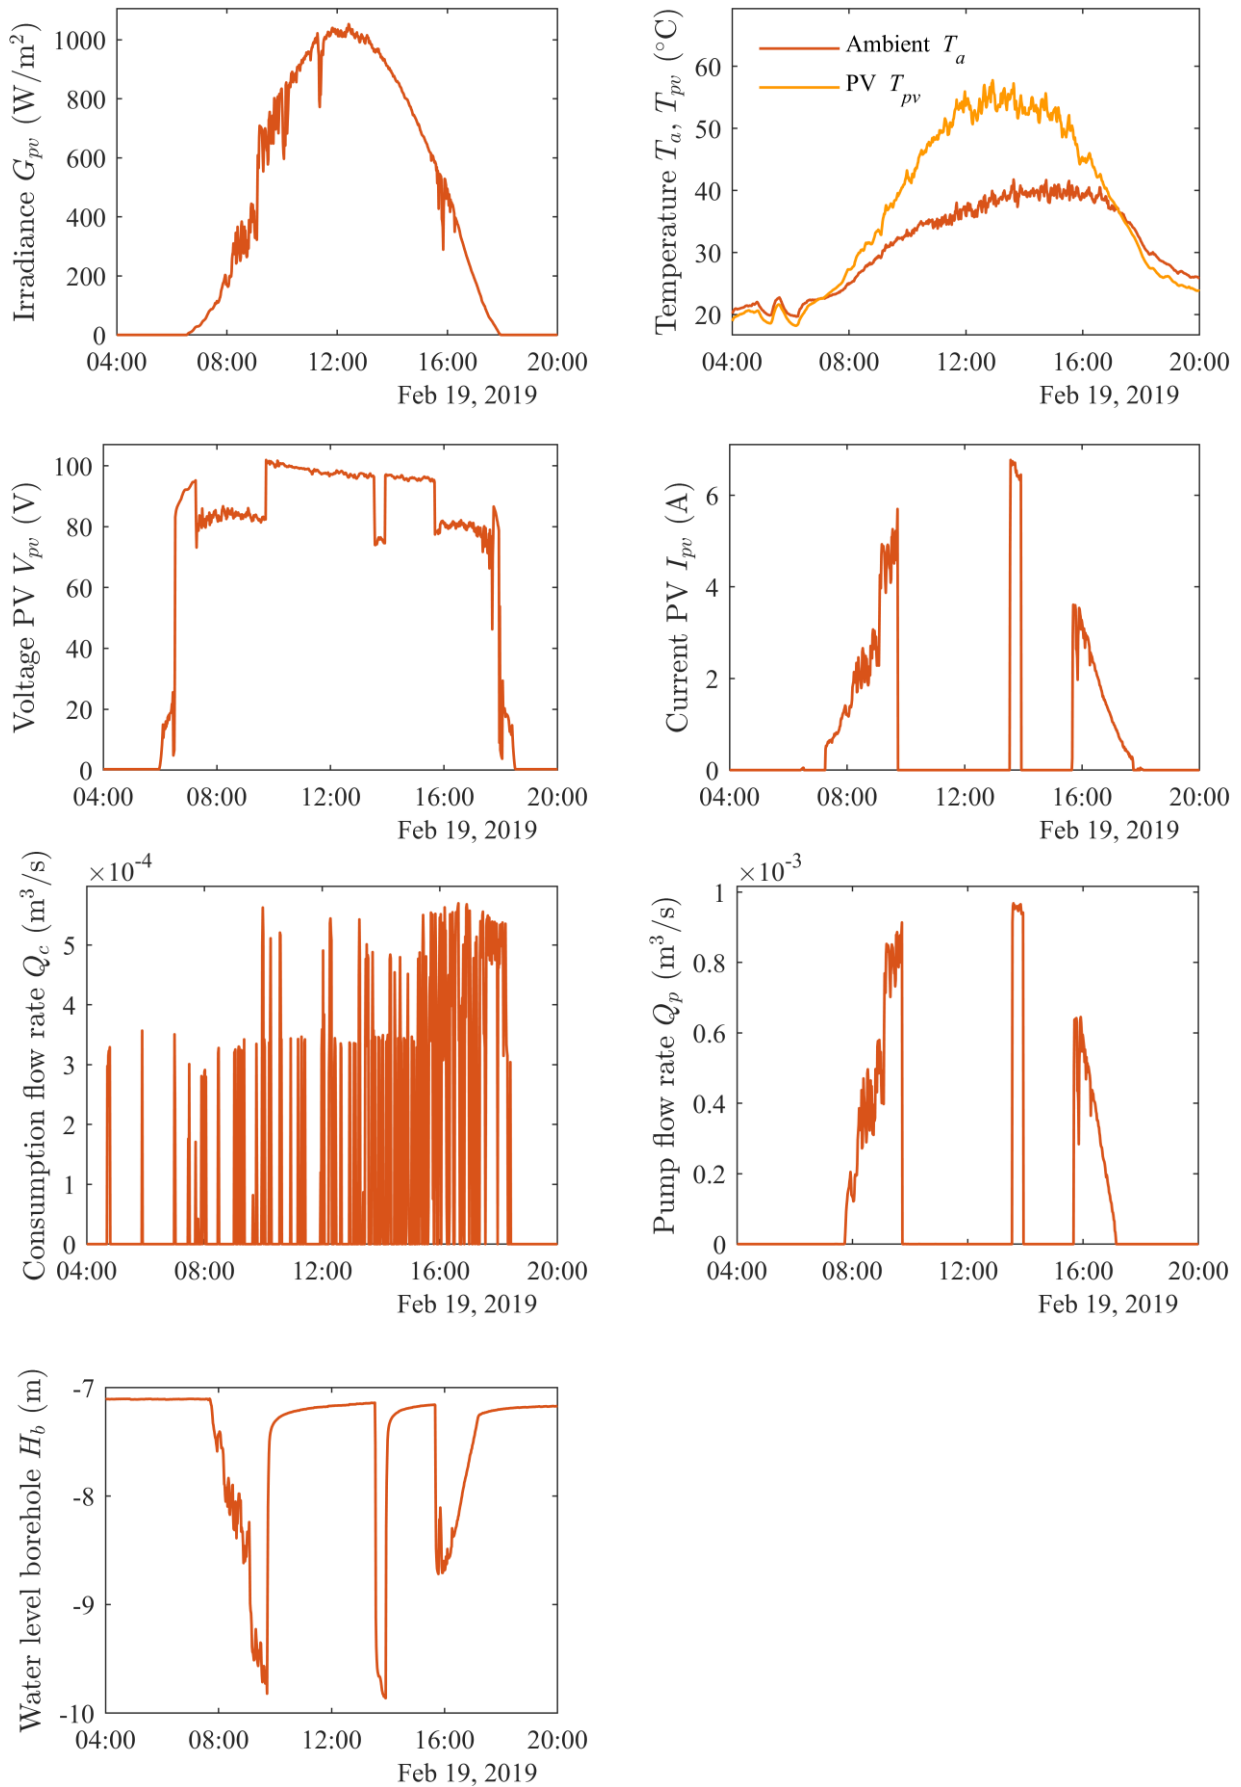 Irradiance G_pv (W/m²)
1000
800
600
400
200
0
04:00 08:00 12:00 16:00 20:00
Feb 19, 2019
Temperature T_a, T_pv (°C)
Ambient T_a
PV T_pv
60
50
40
30
20
04:00 08:00 12:00 16:00 20:00
Feb 19, 2019
Voltage PV V_pv (V)
100
80
60
40
20
0
04:00 08:00 12:00 16:00 20:00
Feb 19, 2019
Current PV I_pv (A)
6
4
2
0
04:00 08:00 12:00 16:00 20:00
Feb 19, 2019
Consumption flow rate Q_c (m³/s)
×10⁻⁴
5
4
3
2
1
0
04:00 08:00 12:00 16:00 20:00
Feb 19, 2019
Pump flow rate Q_p (m³/s)
×10⁻³
1
0.8
0.6
0.4
0.2
0
04:00 08:00 12:00 16:00 20:00
Feb 19, 2019
Water level borehole H_b (m)
-7
-8
-9
-10
04:00 08:00 12:00 16:00 20:00
Feb 19, 2019